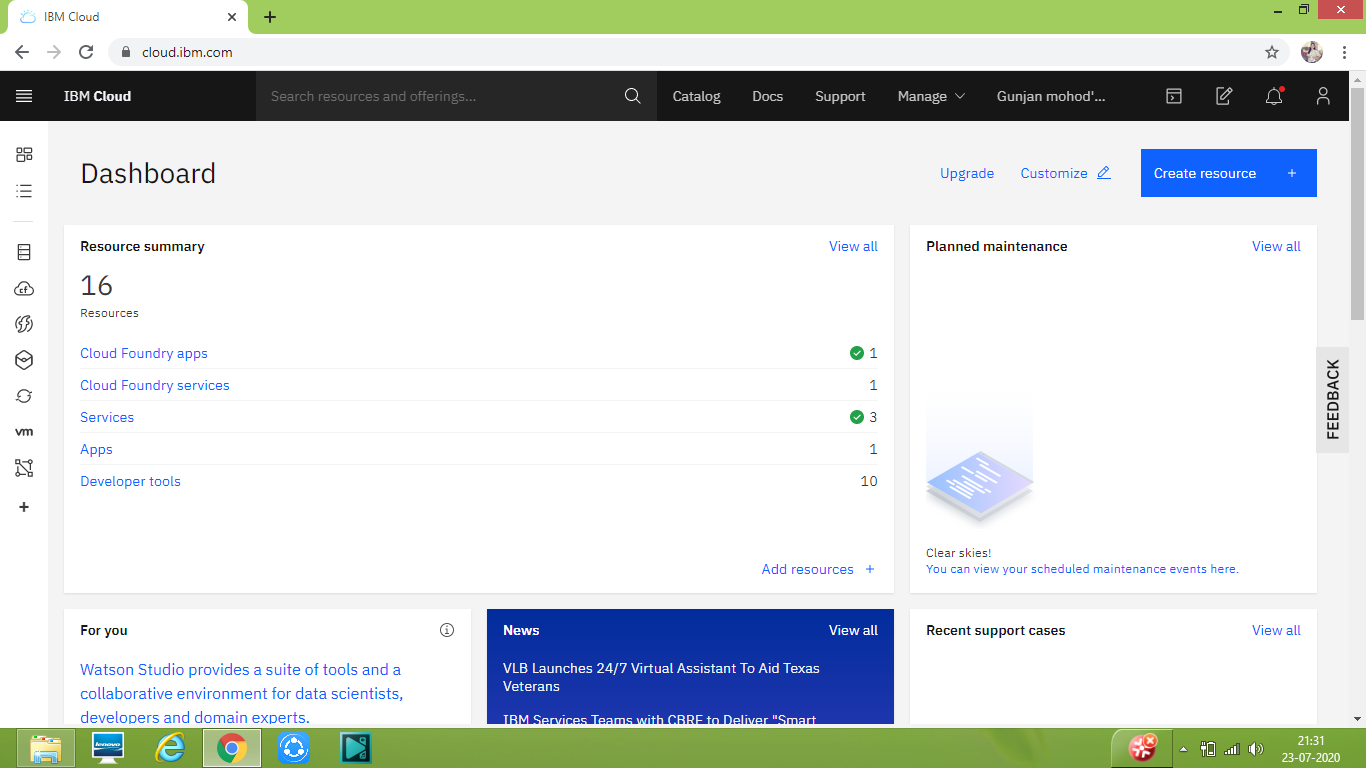 IBM Cloud
cloud.ibm.com
IBM Cloud
Search resources and offerings...
Catalog
Docs
Support
Manage
Gunjan mohod'...
Dashboard
Upgrade
Customize
Create resource +
Resource summary
View all
16
Resources
Cloud Foundry apps 1
Cloud Foundry services 1
Services 3
Apps 1
Developer tools 10
Add resources +
Planned maintenance
View all
Clear skies!
You can view your scheduled maintenance events here.
cf
vm
FEEDBACK
For you
Watson Studio provides a suite of tools and a
collaborative environment for data scientists,
developers and domain experts.
News
View all
VLB Launches 24/7 Virtual Assistant To Aid Texas
Veterans
IBM Services Teams with CBRE to Deliver "Smart
Recent support cases
View all
lenovo
21:31
23-07-2020